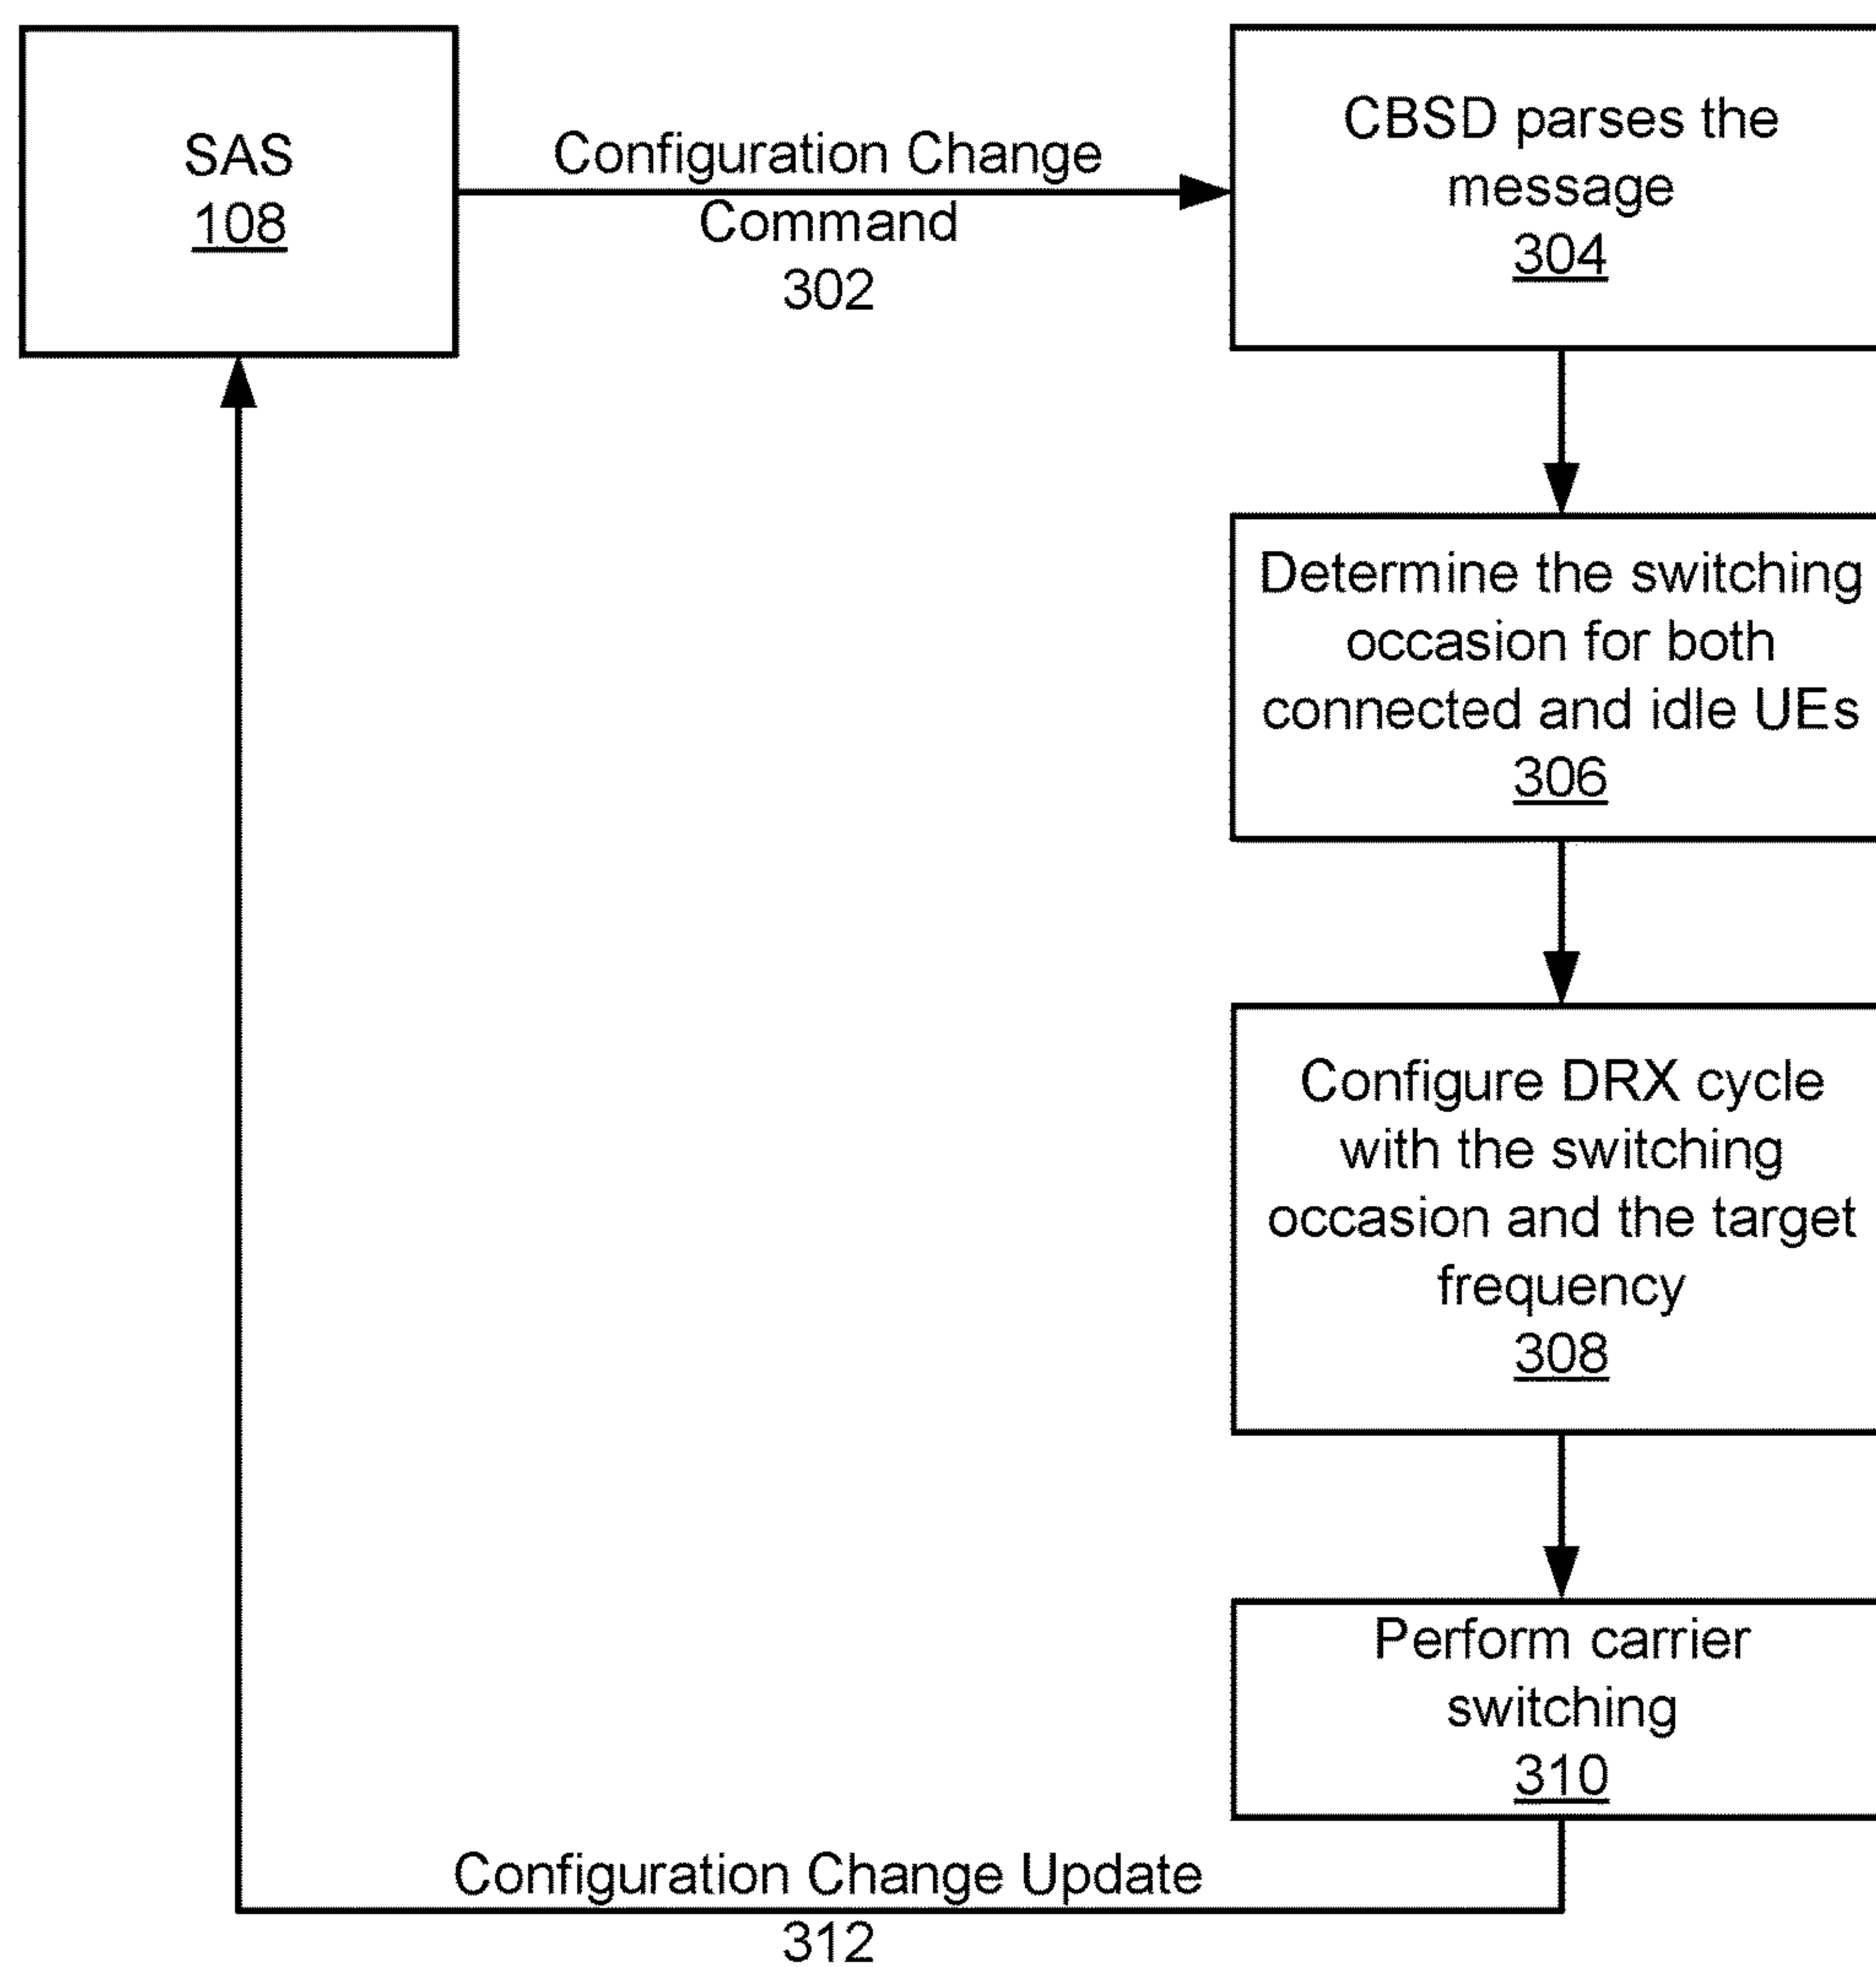 SAS
108
Configuration Change
Command
302
CBSD parses the
message
304
Determine the switching
occasion for both
connected and idle UEs
306
Configure DRX cycle
with the switching
occasion and the target
frequency
308
Perform carrier
switching
310
Configuration Change Update
312